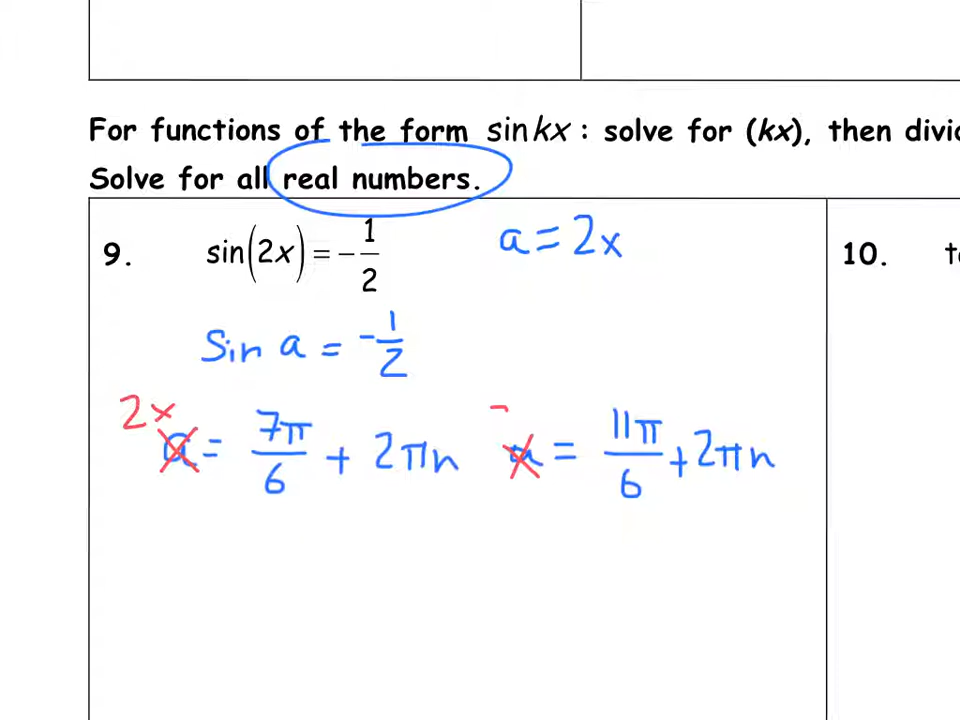 For functions of the form sin kx : solve for (kx), then
Solve for all real numbers.
9. sin(2x) = -1/2
a = 2x
10.
Sin a = -1/2
2x
a = 7π/6 + 2πn
a = 11π/6 + 2πn